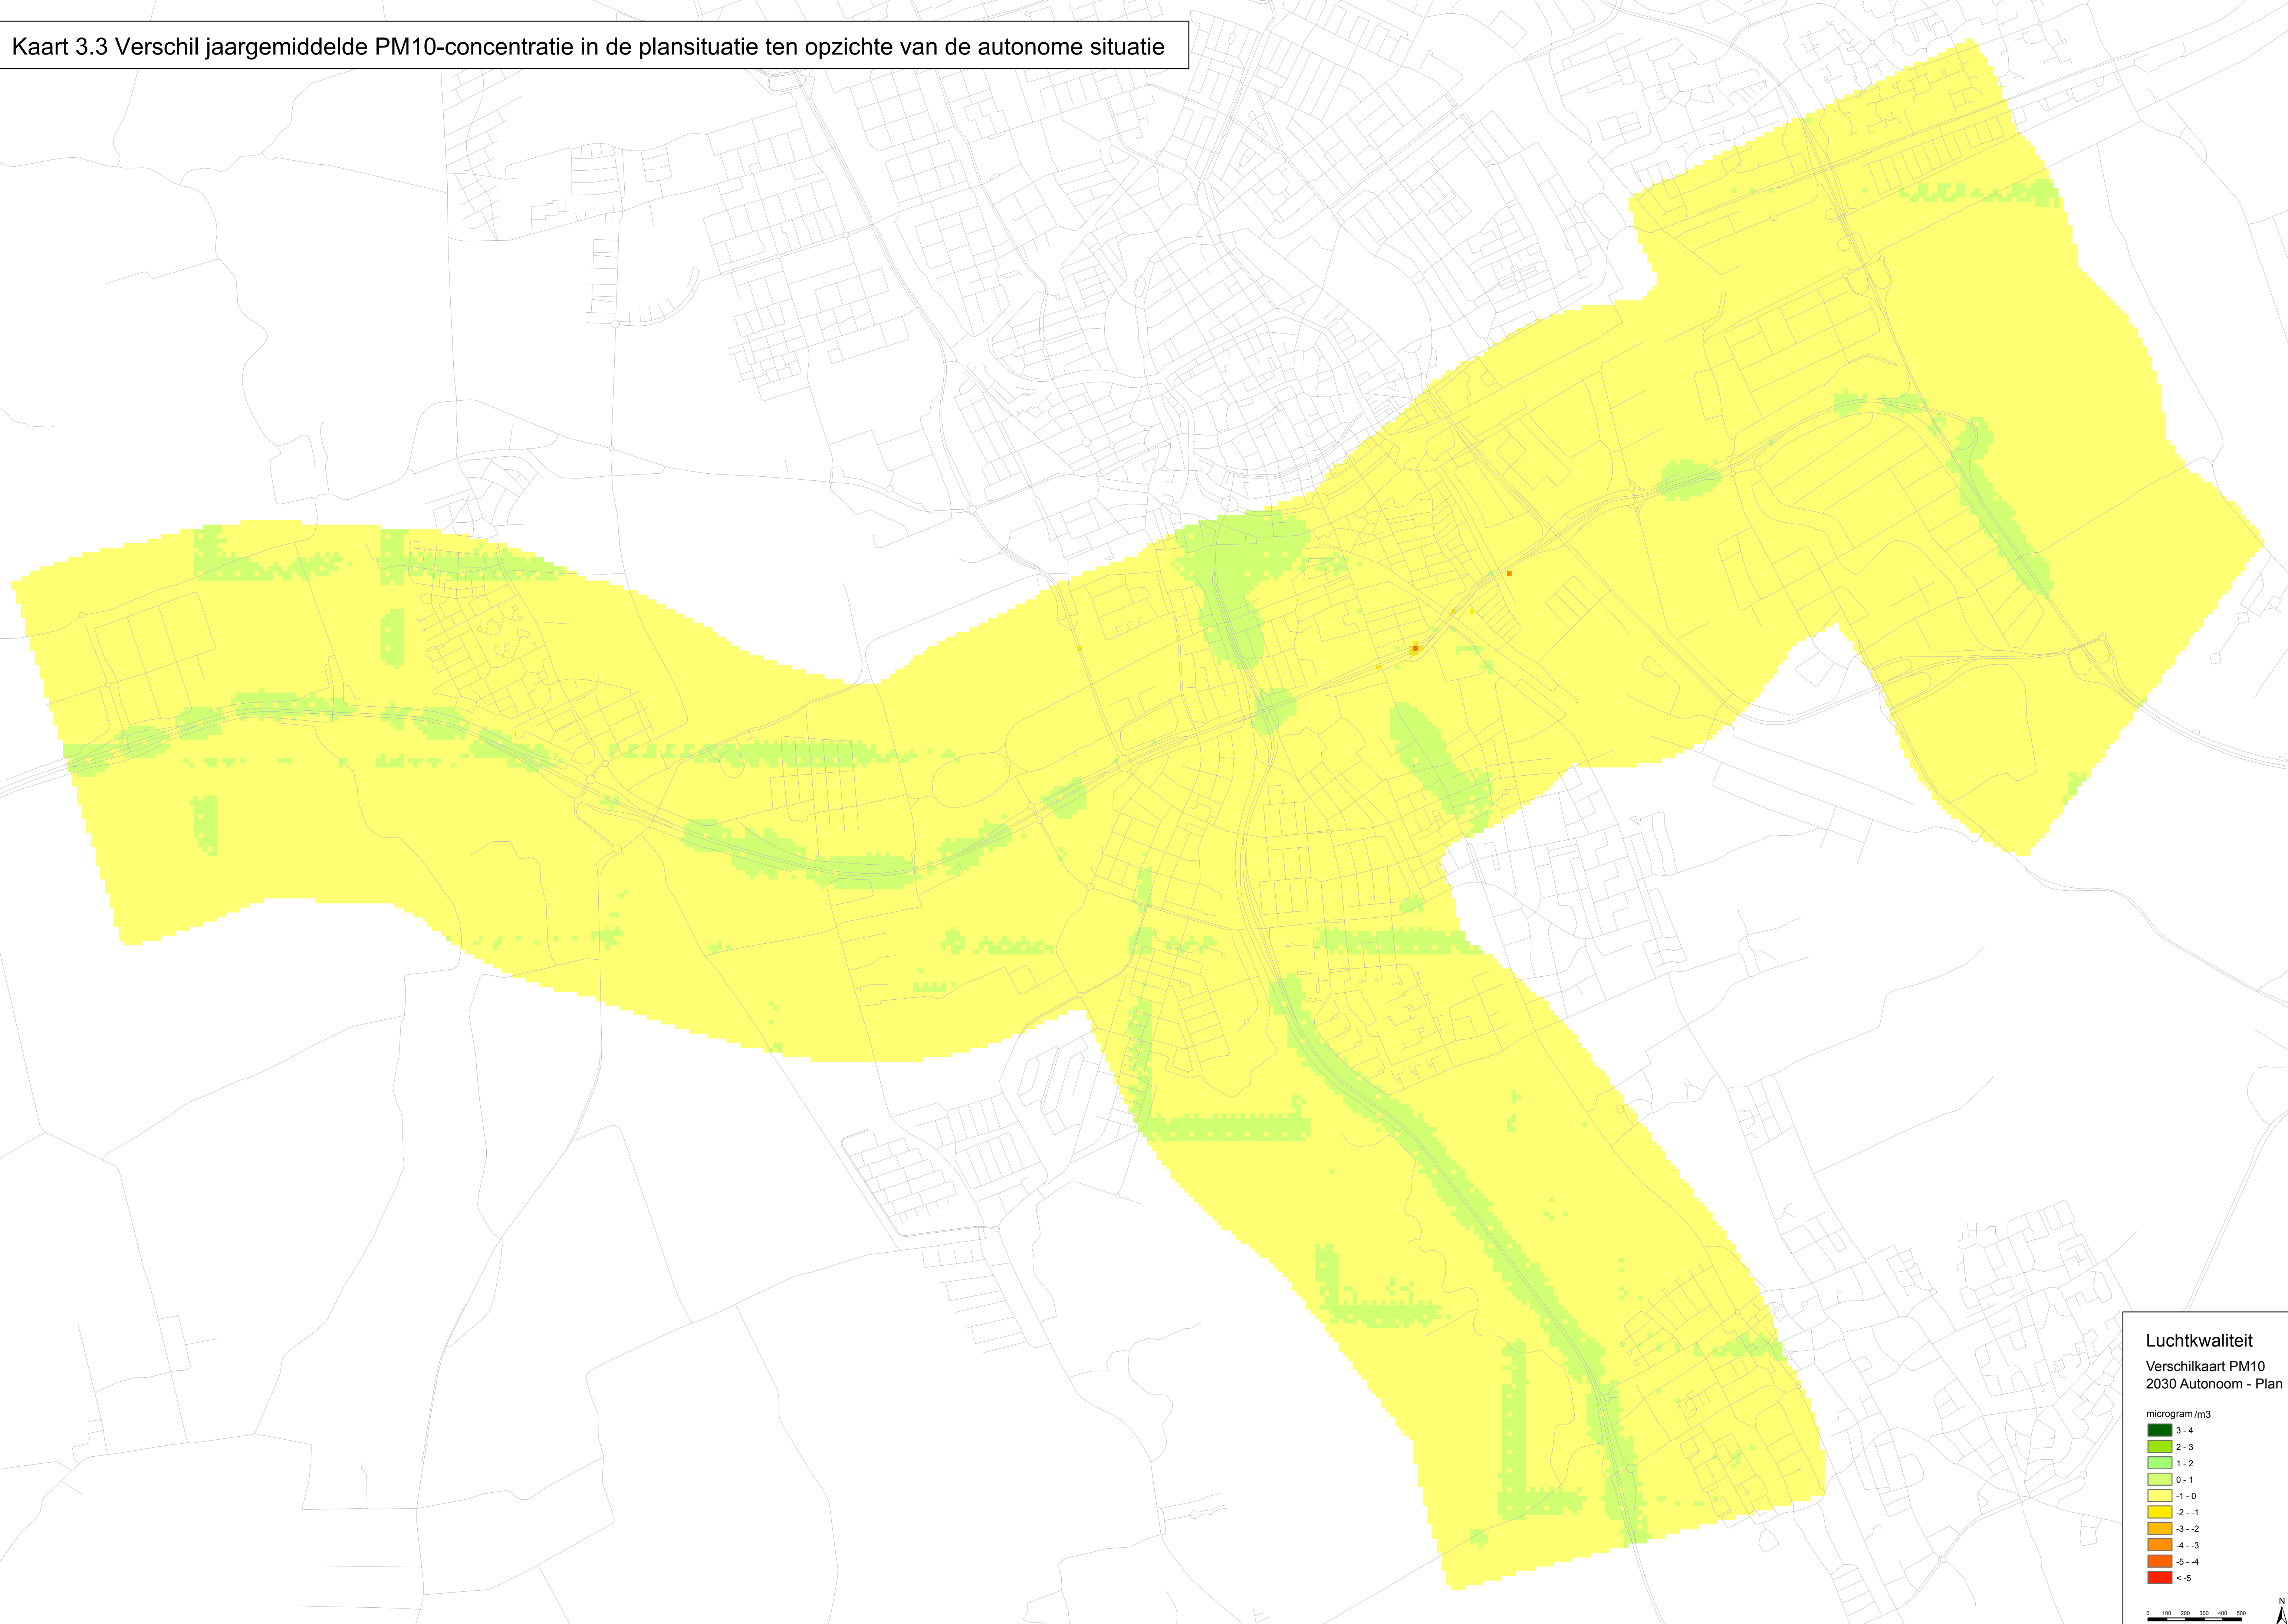 Kaart 3.3 Verschil jaargemiddelde PM10-concentratie in de plansituatie ten opzichte van de autonome situatie
Luchtkwaliteit
Verschilkaart PM10
2030 Autonoom - Plan
microgram/m3
3 - 4
2 - 3
1 - 2
0 - 1
-1 - 0
-2 - -1
-3 - -2
-4 - -3
-5 - -4
< -5
N
0 100 200 300 400 500